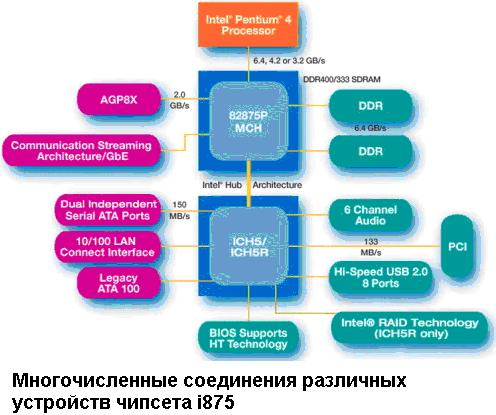 Intel® Pentium® 4
Processor
6.4, 4.2 or 3.2 GB/s
DDR400/333 SDRAM
AGP8X
2.0
GB/s
82875P
MCH
DDR
6.4 GB/s
DDR
Communication Streaming
Architecture/GbE
Intel® Hub Architecture
Dual Independent
Serial ATA Ports
150
MB/s
6 Channel
Audio
10/100 LAN
Connect Interface
ICH5/
ICH5R
133
MB/s
PCI
Legacy
ATA 100
Hi-Speed USB 2.0
8 Ports
BIOS Supports
HT Technology
Intel® RAID Technology
(ICH5R only)
Многочисленные соединения различных
устройств чипсета i875